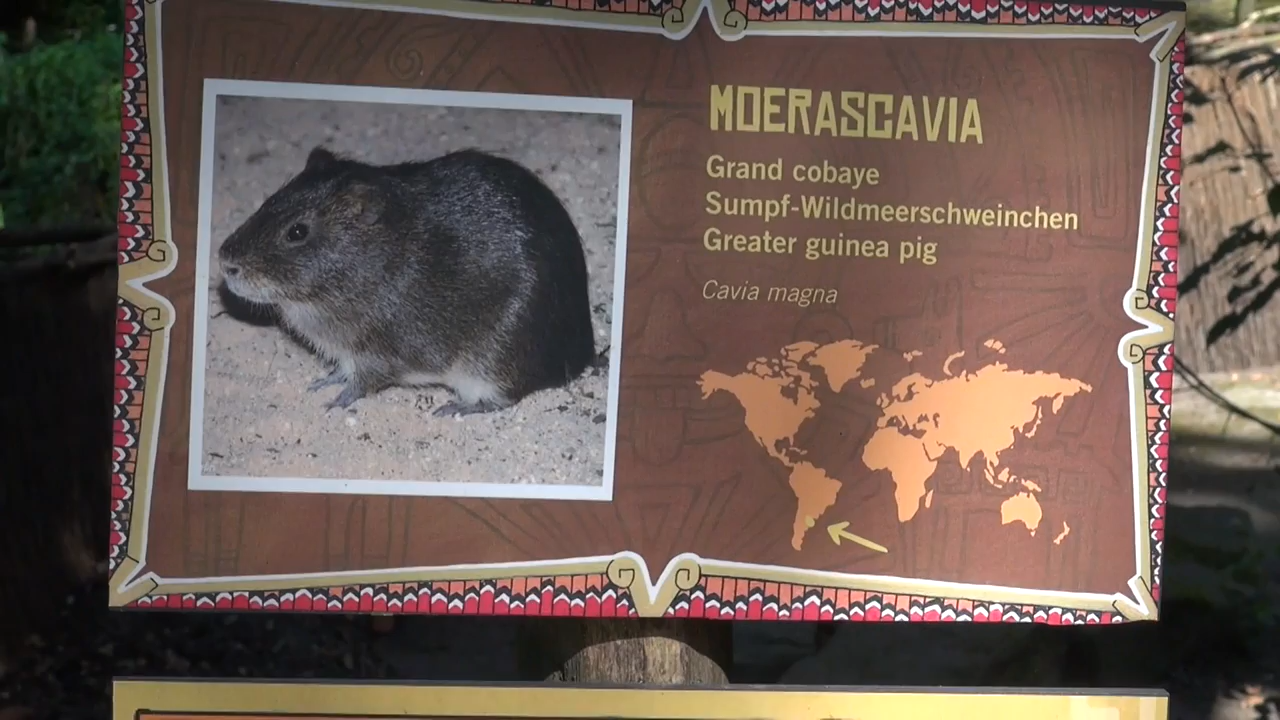 MOERASCAVIA
Grand cobaye
Sumpf-Wildmeerschweinchen
Greater guinea pig
Cavia magna